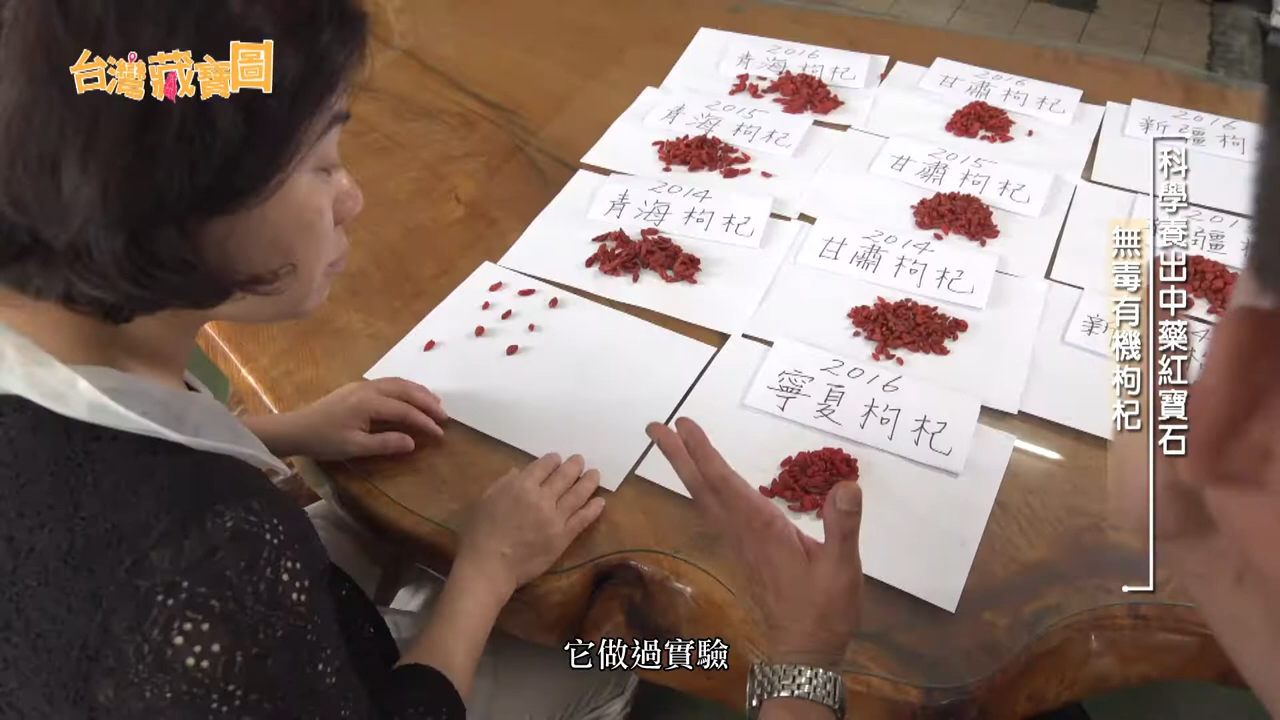 台灣藏寶圖
2016
青海枸杞
2016
甘肅枸杞
2016
新疆枸
2015
青海枸杞
2015
甘肅枸杞
201
疆
2014
青海枸杞
2014
甘肅枸杞
新
2016
寧夏枸杞
科學養出中藥紅寶石
無毒有機枸杞
它做過實驗